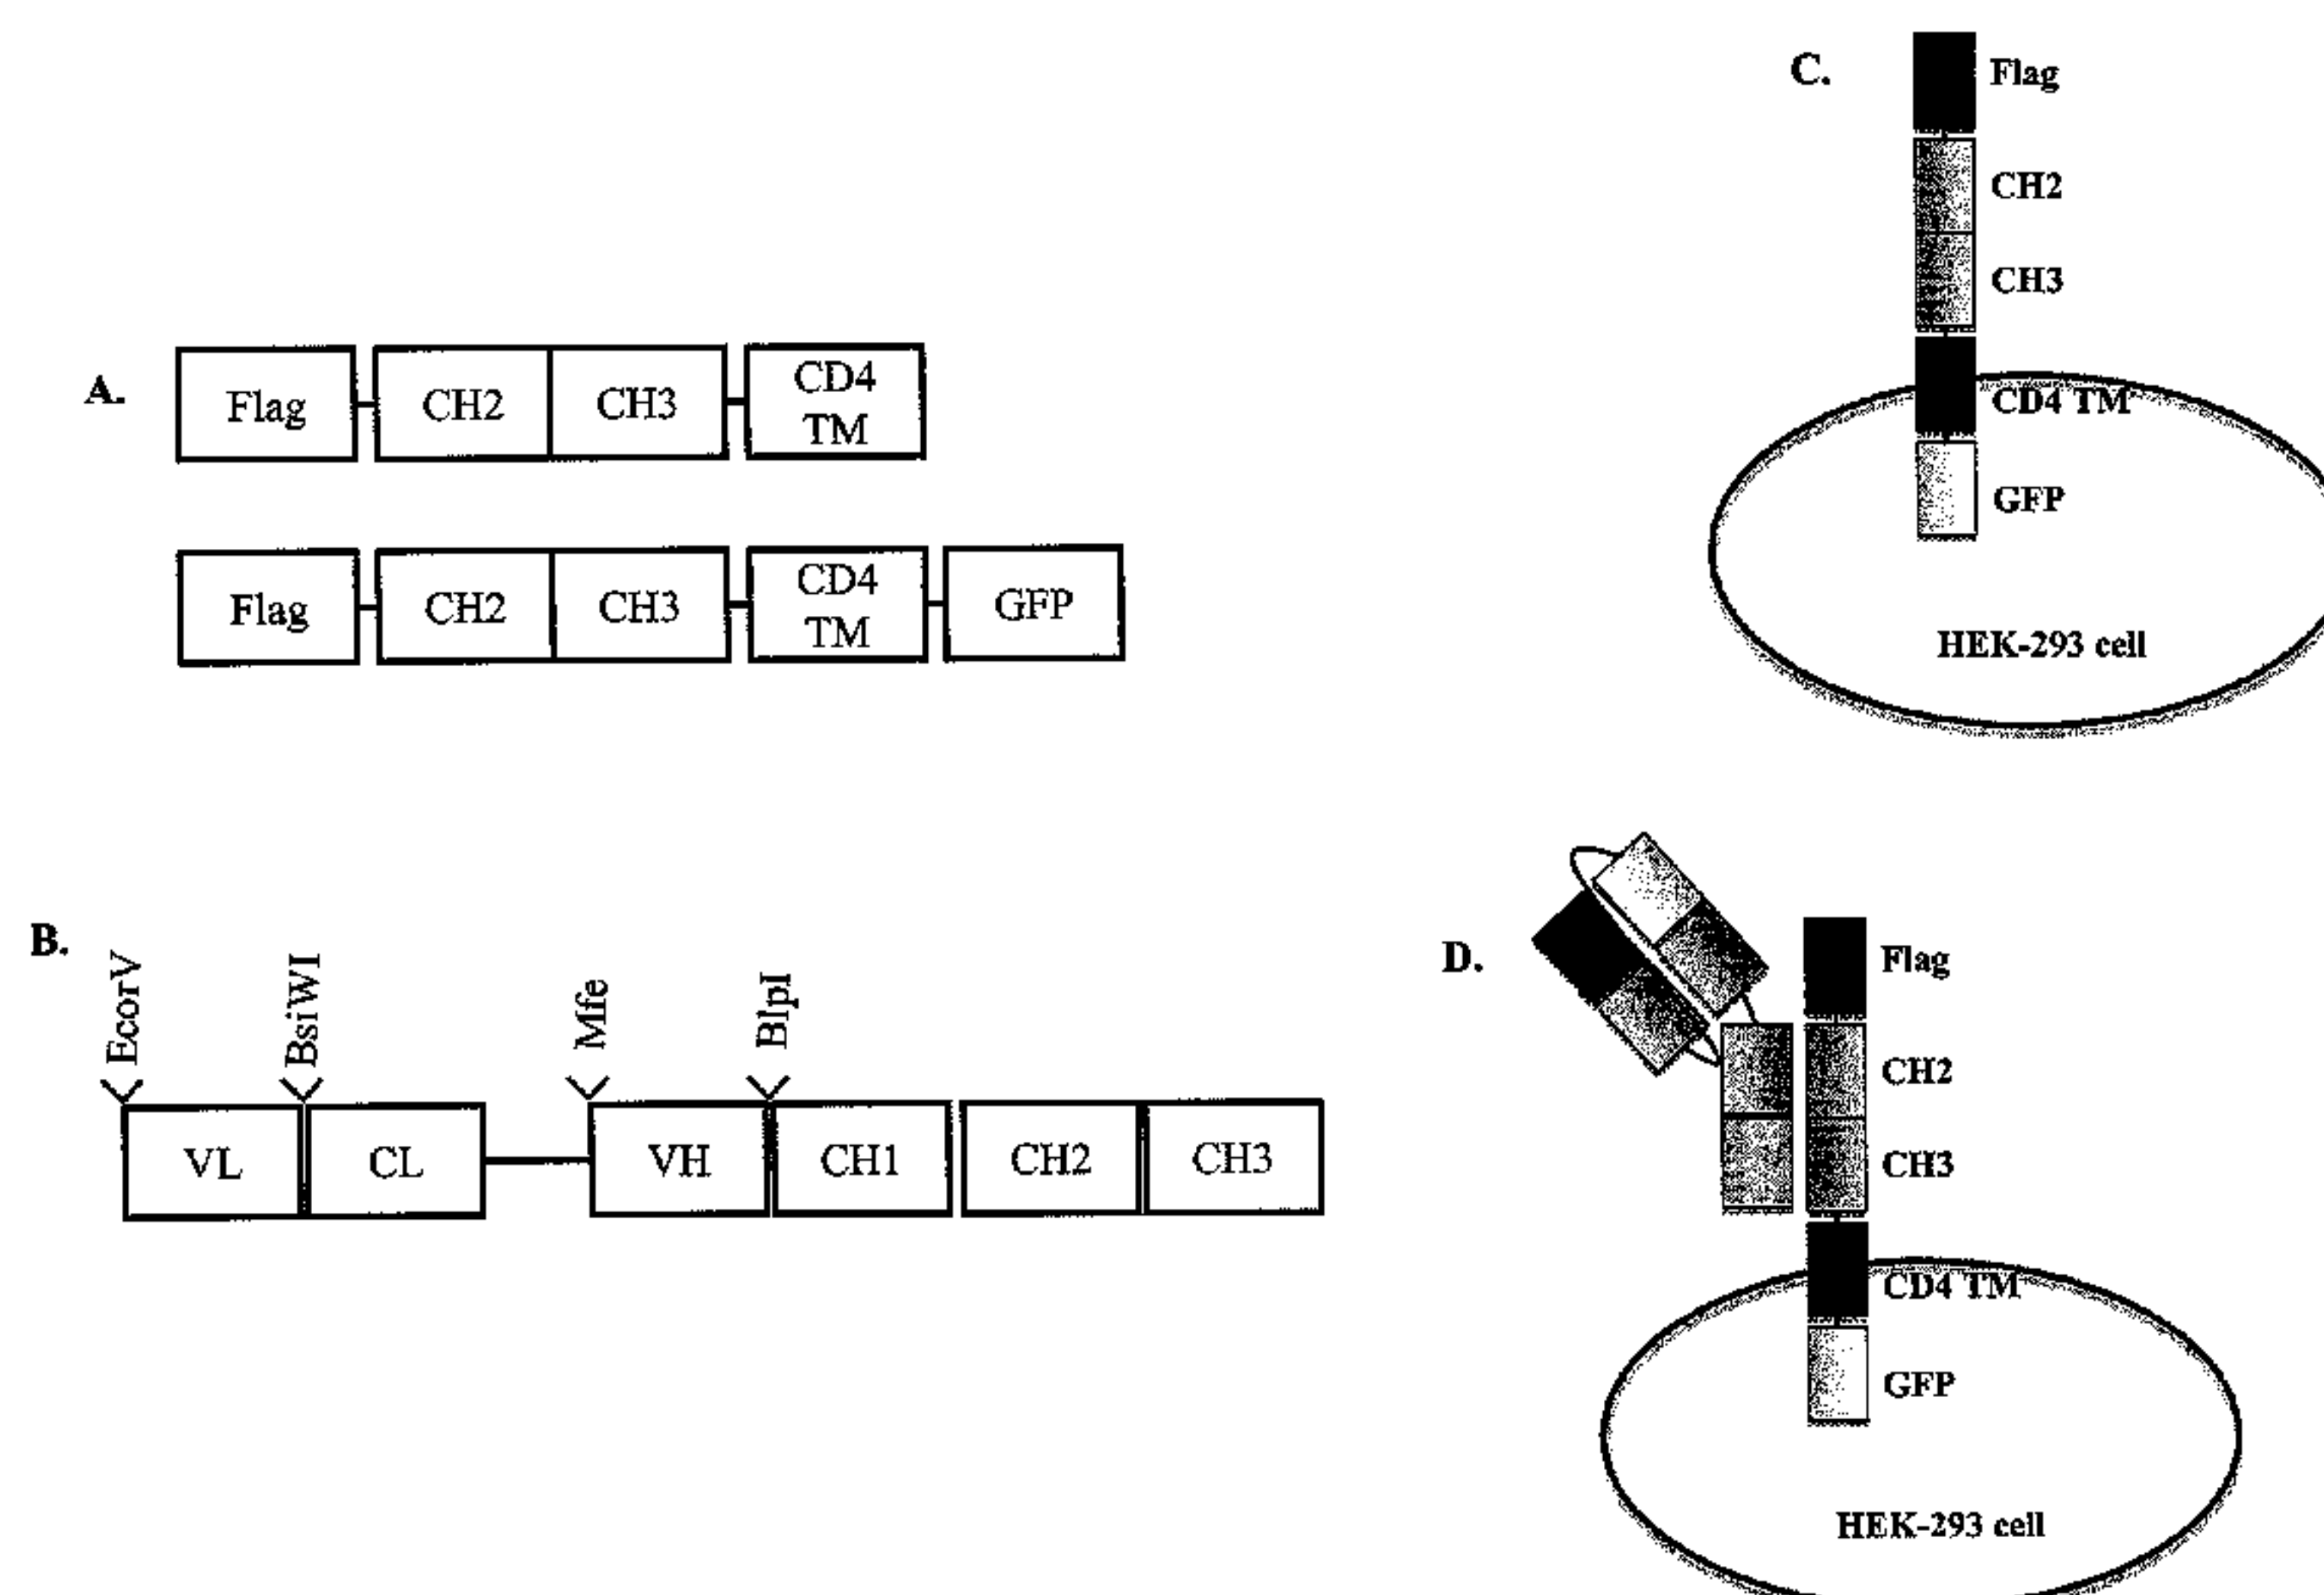 A.
Flag CH2 CH3 CD4 TM
Flag CH2 CH3 CD4 TM GFP
B.
EcorV BsiWI Mfe BlpI
VL CL VH CH1 CH2 CH3
C.
Flag
CH2
CH3
CD4 TM
GFP
HEK-293 cell
D.
Flag
CH2
CH3
CD4 TM
GFP
HEK-293 cell